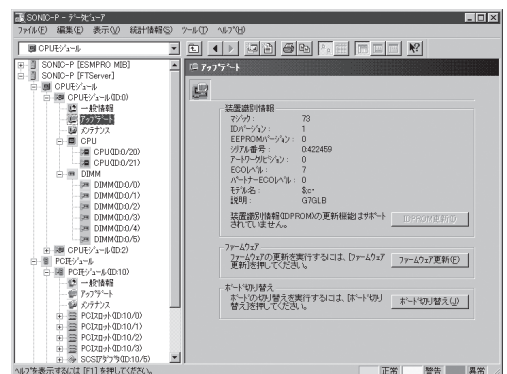 SONIC-P - データビューア
ファイル(F) 編集(E) 表示(V) 統計情報(S) ツール(T) ヘルプ(H)
CPUモジュール
SONIC-P [ESMPRO MIB]
SONIC-P [FTServer]
CPUモジュール
CPUモジュール(ID:0)
一般情報
アップデート
メンテナンス
CPU
CPU(ID:0/20)
CPU(ID:0/21)
DIMM
DIMM(ID:0/0)
DIMM(ID:0/1)
DIMM(ID:0/2)
DIMM(ID:0/3)
DIMM(ID:0/4)
DIMM(ID:0/5)
CPUモジュール(ID:2)
PCIモジュール
PCIモジュール(ID:10)
一般情報
アップデート
メンテナンス
PCIスロット(ID:10/0)
PCIスロット(ID:10/1)
PCIスロット(ID:10/2)
PCIスロット(ID:10/3)
SCSIアダプタ(ID:10/5)
アップデート
装置識別情報
マジック: 73
IDバージョン: 1
EEPROMバージョン: 0
シリアル番号: 0422459
アートワークリビジョン: 0
ECOレベル: 7
パートナーECOレベル: 0
モデル名: $c-
説明: G7GLB
装置識別情報(IDPROM)の更新機能はサポート
されていません。
IDPROM更新(I)
ファームウェア
ファームウェアの更新を実行するには、[ファームウェア
更新]を押してください。
ファームウェア更新(F)
ボード切り替え
ボードの切り替えを実行するには、[ボード切り
替え]を押してください。
ボード切り替え(J)
ヘルプを表示するには [F1] を押してください。
正常 警告 異常